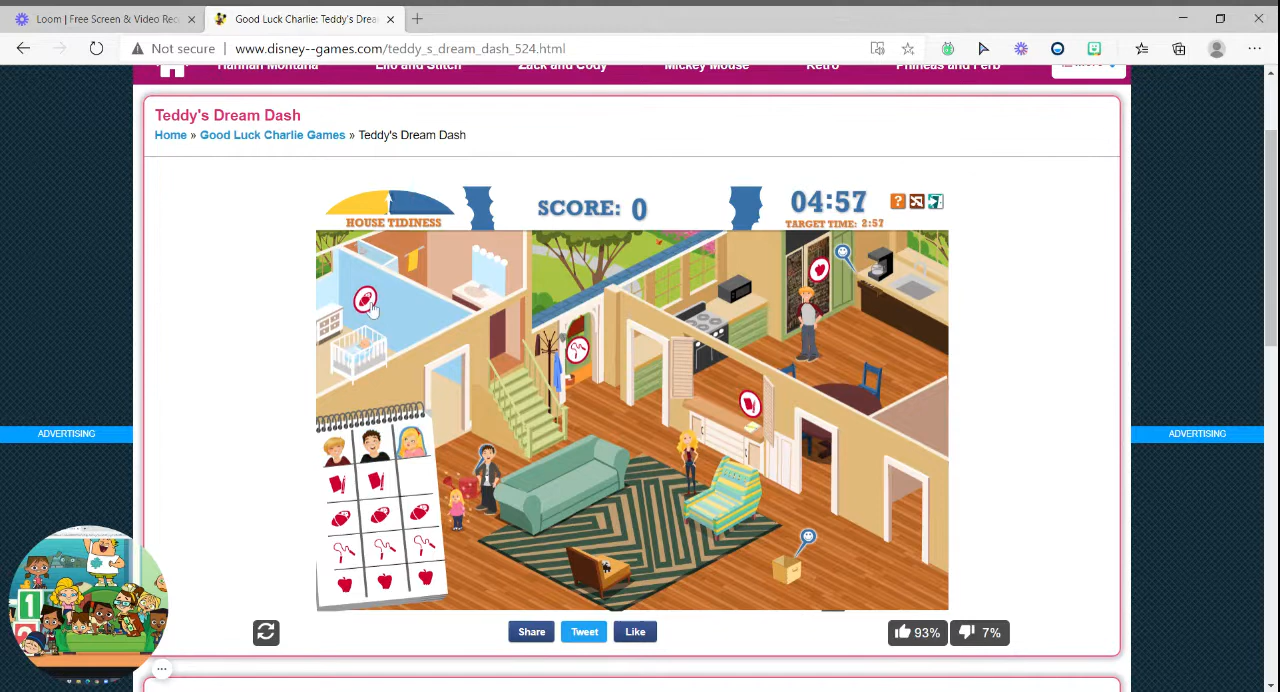 Loom | Free Screen & Video Rec
Good Luck Charlie: Teddy's Drea
Not secure | www.disney--games.com/teddy_s_dream_dash_524.html
Hannah Montana Lilo and Stitch Zack and Cody Mickey Mouse Retro Phineas and Ferb More
Teddy's Dream Dash
Home » Good Luck Charlie Games » Teddy's Dream Dash
HOUSE TIDINESS
SCORE: 0
04:57
TARGET TIME: 2:57
?
ADVERTISING
ADVERTISING
1
Share Tweet Like
93% 7%